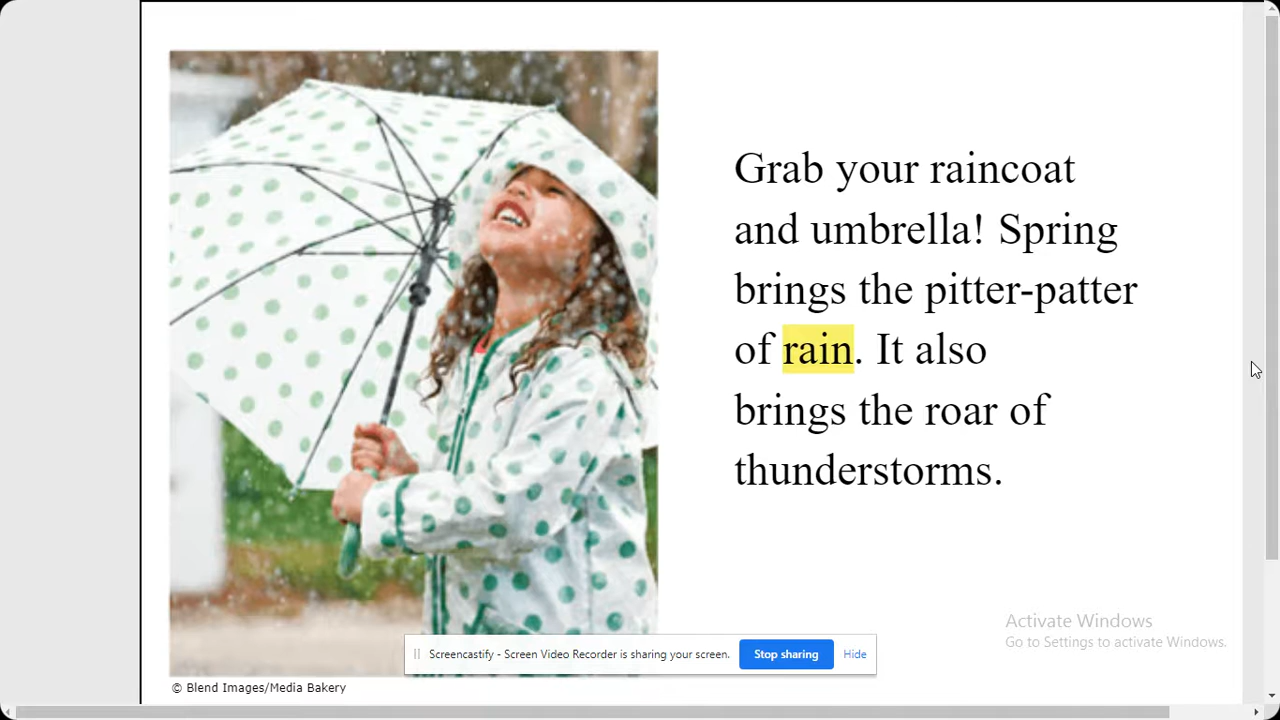 Grab your raincoat
and umbrella! Spring
brings the pitter-patter
of rain. It also
brings the roar of
thunderstorms.
Activate Windows
Go to Settings to activate Windows.
Screencastify - Screen Video Recorder is sharing your screen.
Stop sharing
Hide
© Blend Images/Media Bakery